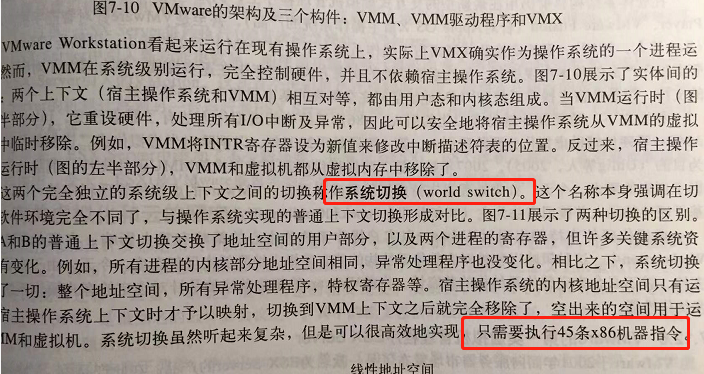 图7-10 VMware的架构及三个构件：VMM、VMM驱动程序和VMX
VMware Workstation看起来运行在现有操作系统上，实际上VMX确实作为操作系统的一个进程运
然而，VMM在系统级别运行，完全控制硬件，并且不依赖宿主操作系统。图7-10展示了实体间的
：两个上下文（宿主操作系统和VMM）相互对等，都由用户态和内核态组成。当VMM运行时（图
半部分），它重设硬件，处理所有I/O中断及异常，因此可以安全地将宿主操作系统从VMM的虚拟
中临时移除。例如，VMM将INTR寄存器设为新值来修改中断描述符表的位置。反过来，宿主操作
运行时（图的左半部分），VMM和虚拟机都从虚拟内存中移除了。
这两个完全独立的系统级上下文之间的切换称作系统切换（world switch）。这个名称本身强调在切
软件环境完全不同了，与操作系统实现的普通上下文切换形成对比。图7-11展示了两种切换的区别。
A和B的普通上下文切换交换了地址空间的用户部分，以及两个进程的寄存器，但许多关键系统资
有变化。例如，所有进程的内核部分地址空间相同，异常处理程序也没变化。相比之下，系统切换
了一切：整个地址空间，所有异常处理程序，特权寄存器等。宿主操作系统的内核地址空间只有运
宿主操作系统上下文时才予以映射，切换到VMM上下文之后就完全移除了，空出来的空间用于运
MM和虚拟机。系统切换虽然听起来复杂，但是可以很高效地实现，只需要执行45条x86机器指令。
线性地址空间